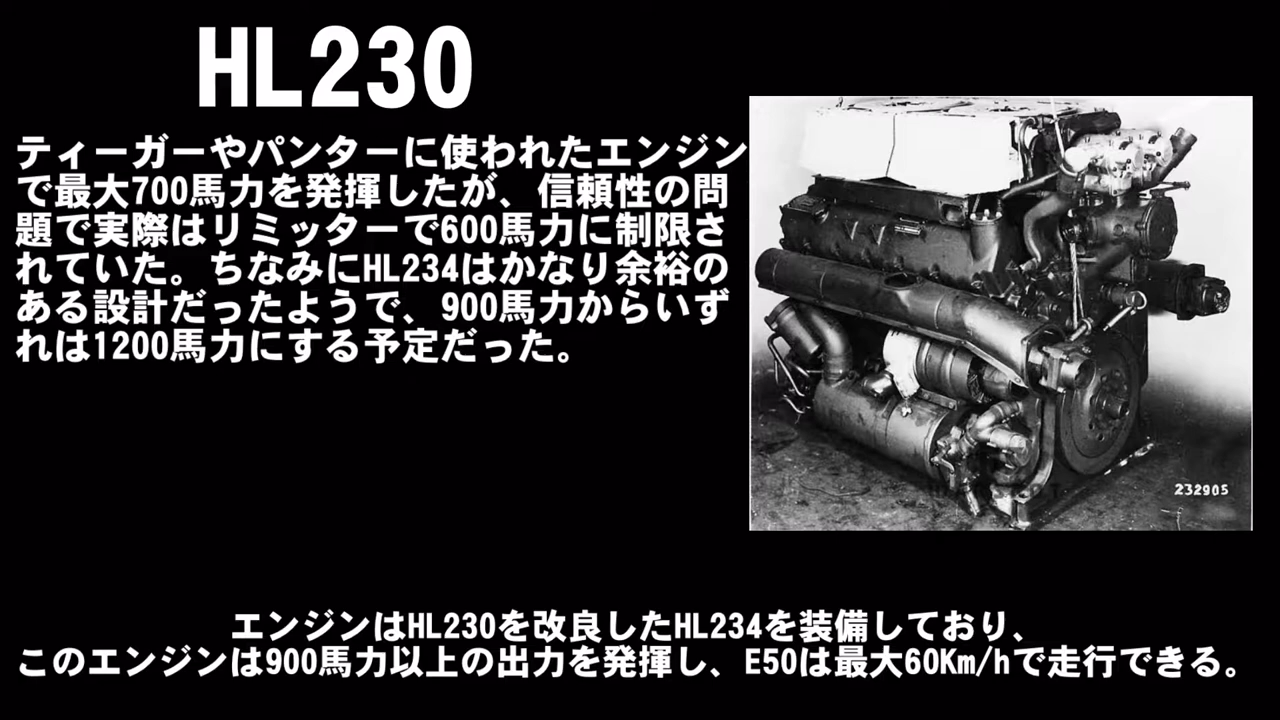 HL230
ティーガーやパンターに使われたエンジン
で最大700馬力を発揮したが、信頼性の問
題で実際はリミッターで600馬力に制限さ
れていた。ちなみにHL234はかなり余裕の
ある設計だったようで、900馬力からいず
れは1200馬力にする予定だった。
232905
エンジンはHL230を改良したHL234を装備しており、
このエンジンは900馬力以上の出力を発揮し、E50は最大60Km/hで走行できる。